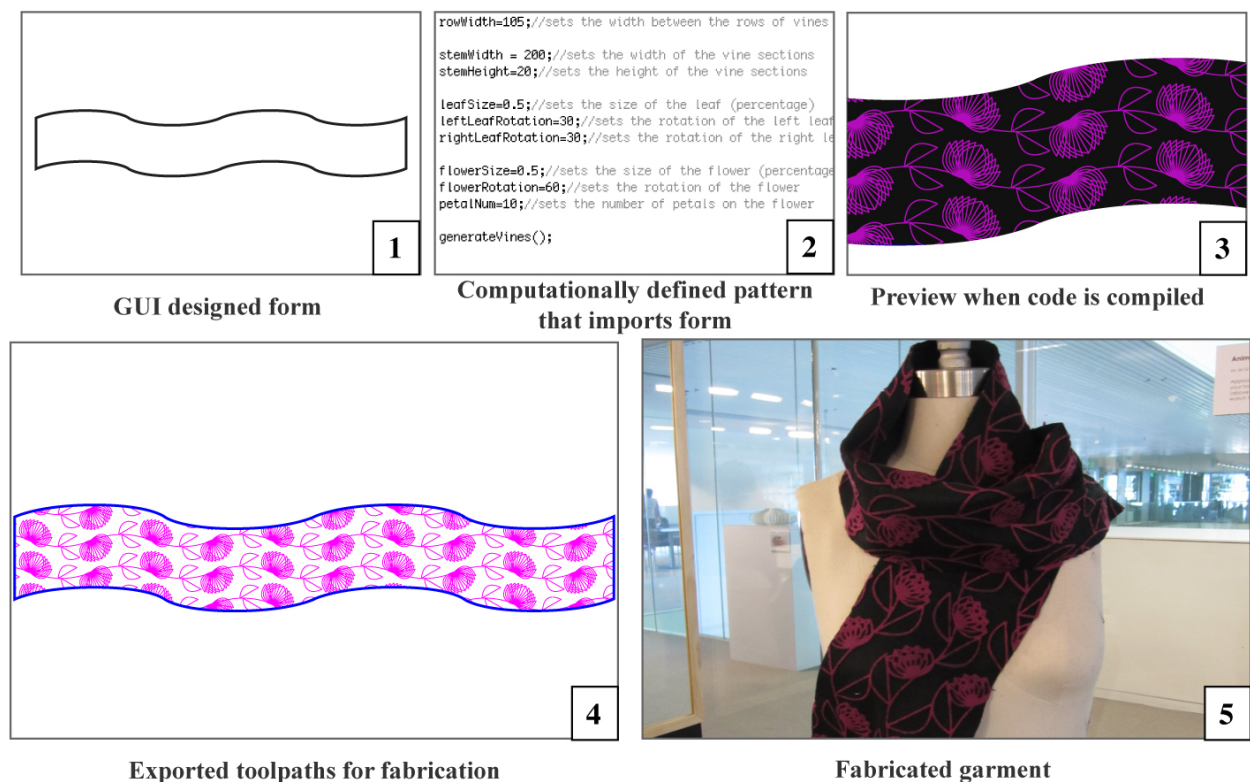 rowWidth=105;//sets the width between the rows of vines
stemWidth = 200;//sets the width of the vine sections
stemHeight=20;//sets the height of the vine sections
leafSize=0.5;//sets the size of the leaf (percentage)
leftLeafRotation=30;//sets the rotation of the left leaf
rightLeafRotation=30;//sets the rotation of the right le
flowerSize=0.5;//sets the size of the flower (percentage
flowerRotation=60;//sets the rotation of the flower
petalNum=10;//sets the number of petals on the flower
generateVines();
1
2
3
GUI designed form
Computationally defined pattern
that imports form
Preview when code is compiled
Anim
4
5
Exported toolpaths for fabrication
Fabricated garment